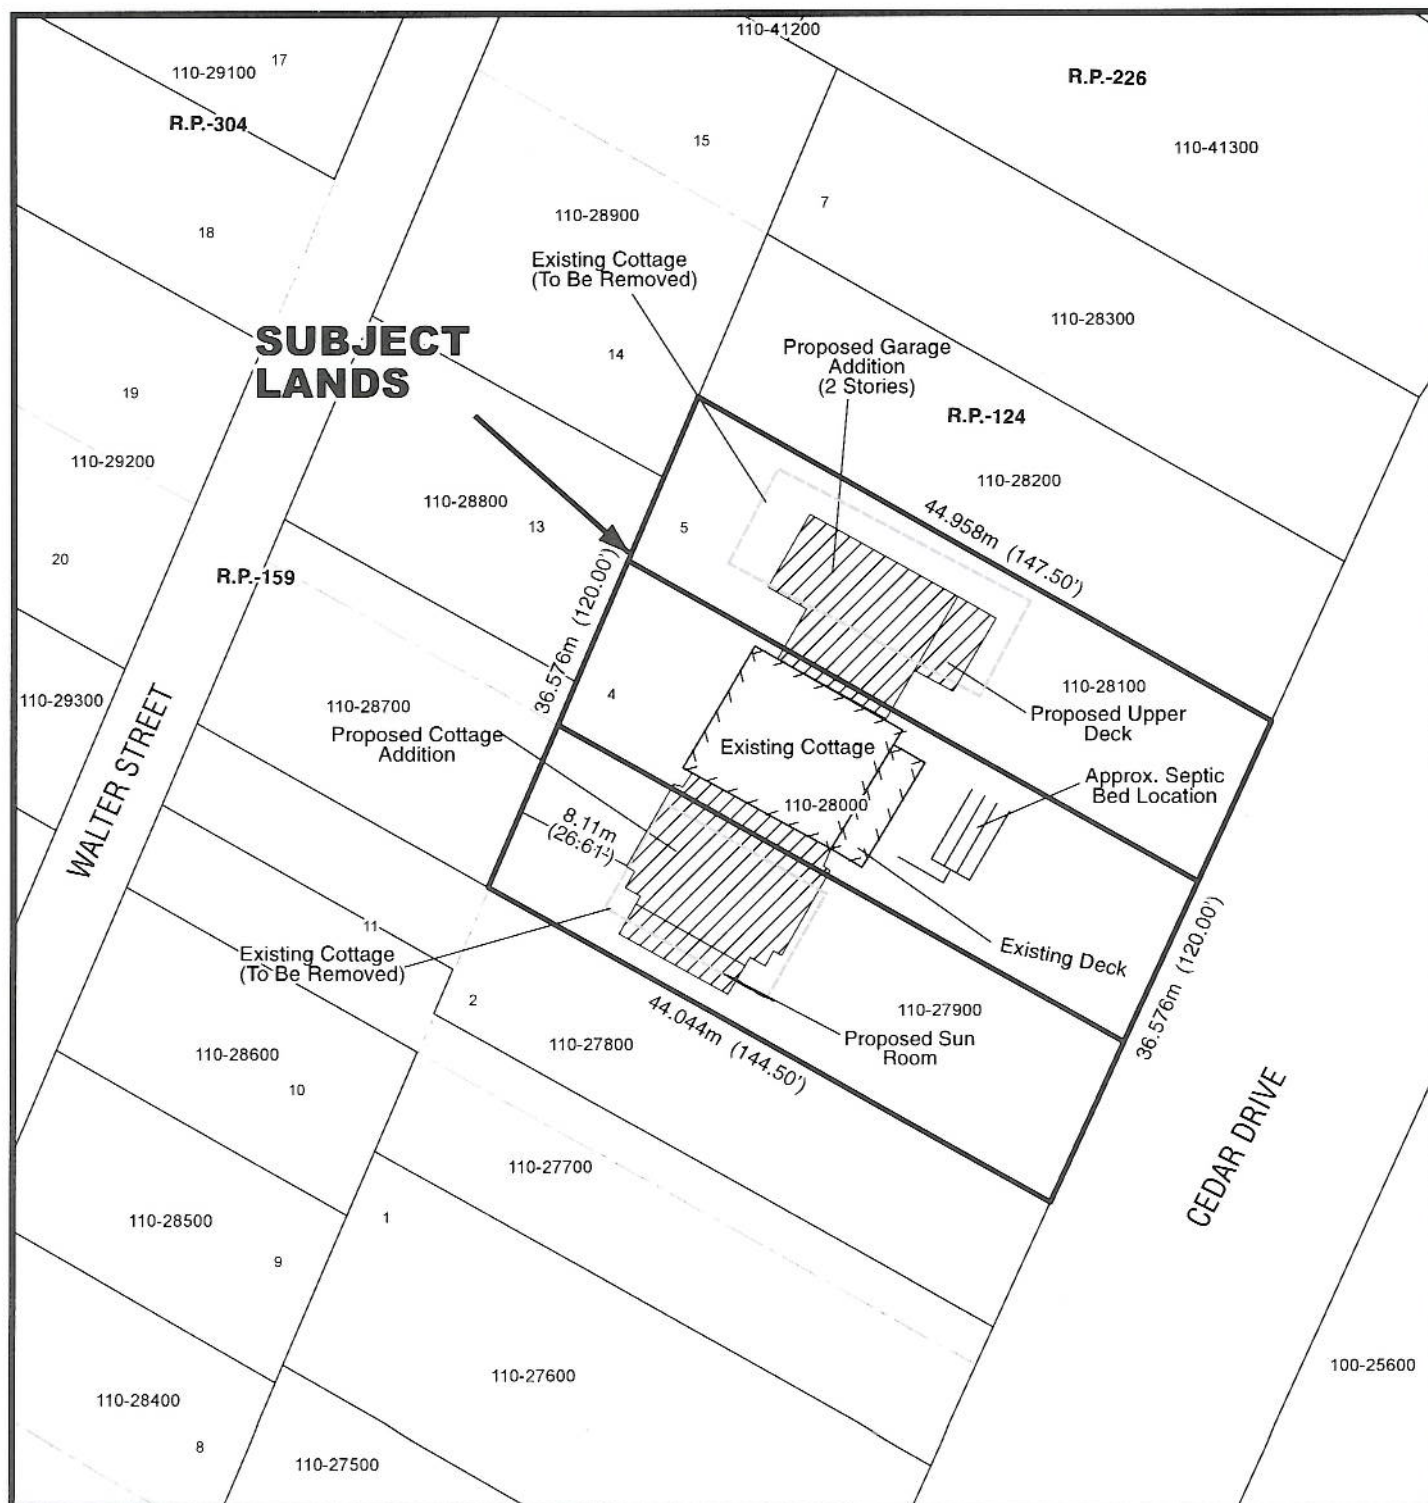 110-41200
17
110-29100
R.P.-226
R.P.-304
15
110-41300
7
110-28900
18
Existing Cottage
(To Be Removed)
110-28300
SUBJECT
LANDS
14
Proposed Garage
Addition
(2 Stories)
19
R.P.-124
110-29200
110-28200
110-28800
13
5
44.958m (147.50')
20
R.P.-159
36.576m (120.00')
110-29300
110-28700
4
110-28100
Proposed Upper
Deck
Proposed Cottage
Addition
Existing Cottage
WALTER STREET
Approx. Septic
Bed Location
110-28000
8.11m
(26.61')
11
Existing Cottage
(To Be Removed)
Existing Deck
36.576m (120.00')
2
110-27900
44.044m (144.50')
Proposed Sun
Room
110-27800
110-28600
10
CEDAR DRIVE
110-27700
110-28500
1
9
110-27600
100-25600
110-28400
8
110-27500